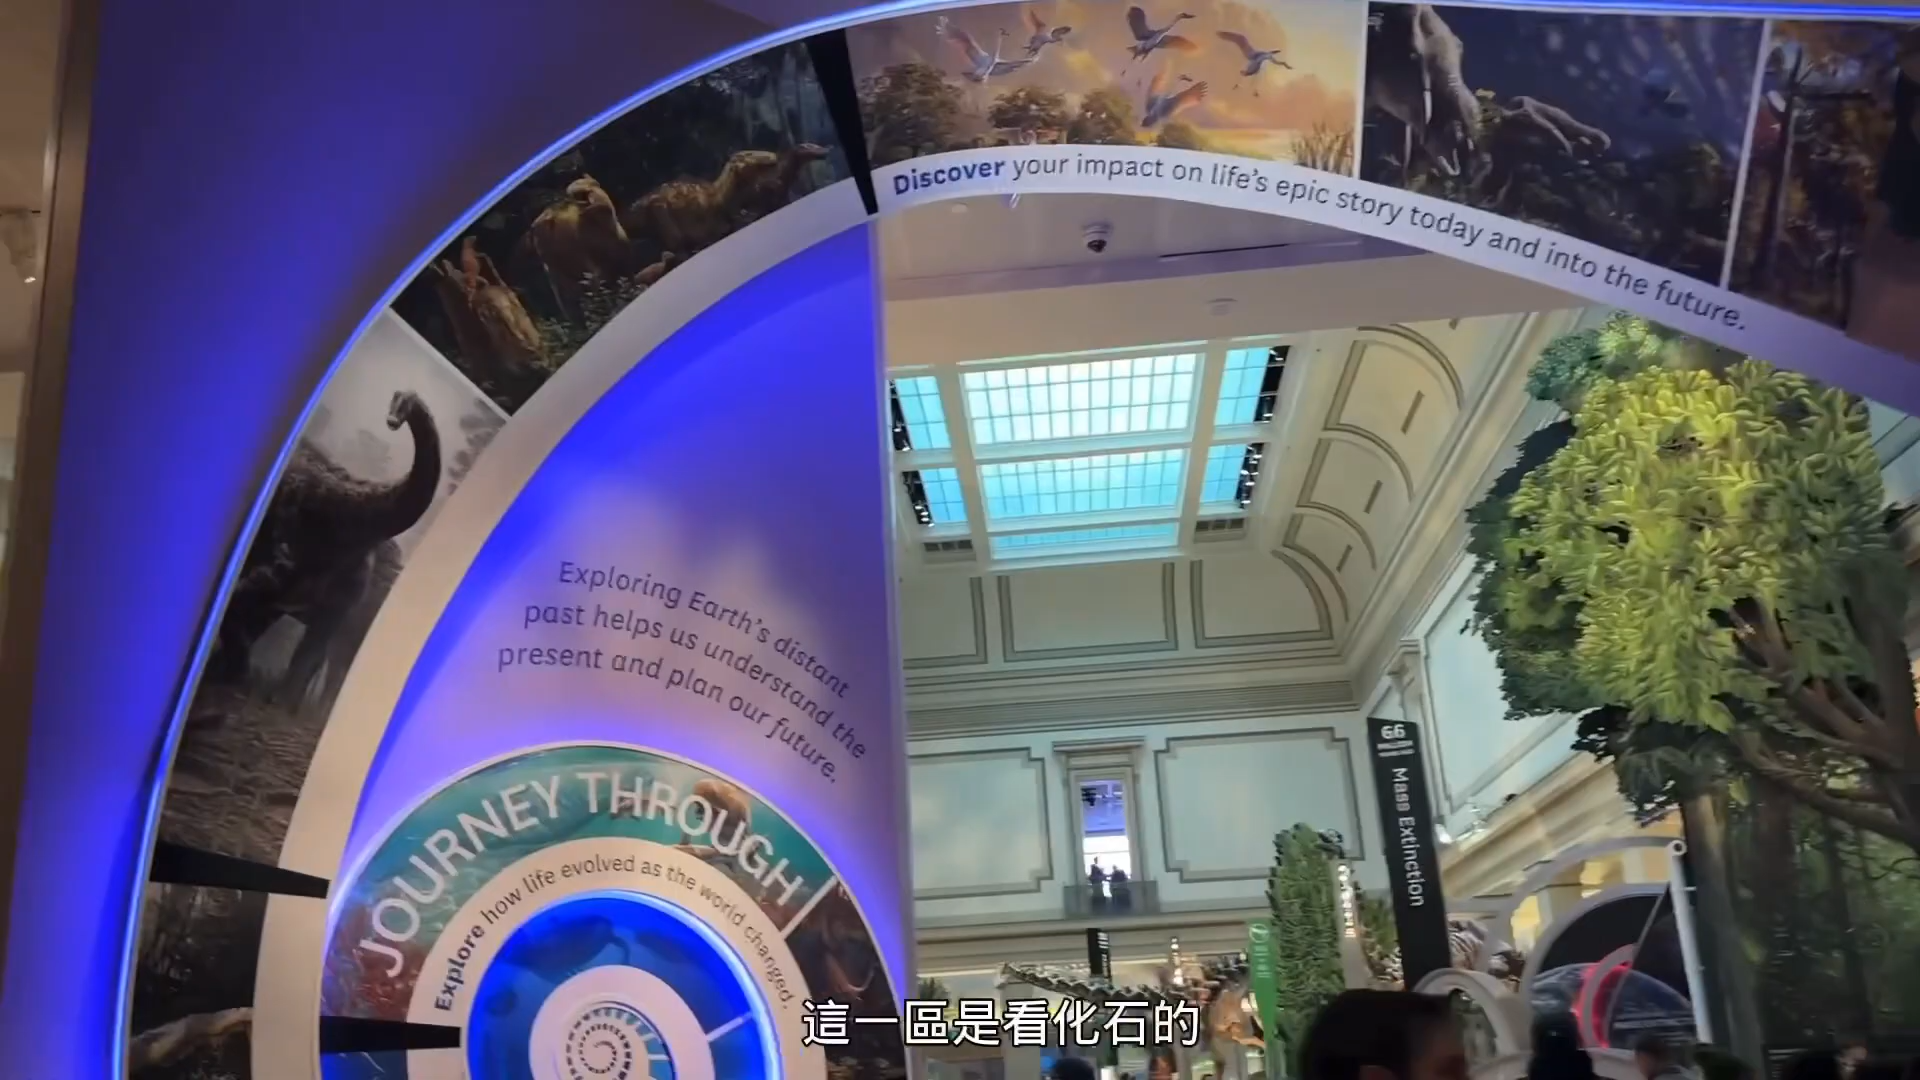 Discover your impact on life's epic story today and into the future.
Exploring Earth's distant
past helps us understand the
present and plan our future.
JOURNEY THROUGH
Explore how life evolved as the world changed.
66
Mass Extinction
這一區是看化石的